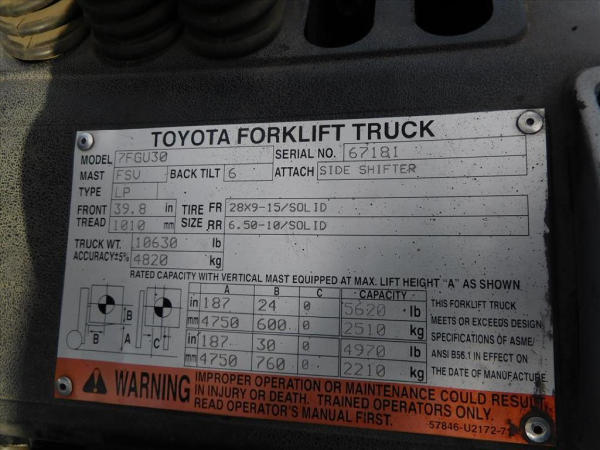 TOYOTA FORKLIFT TRUCK
MODEL 7FGU30 SERIAL NO. 67181
MAST FSV BACK TILT 6 ATTACH SIDE SHIFTER
TYPE LP
FRONT TREAD 39.8 in 1010 mm
TIRE SIZE FR 28X9-15/SOLID
RR 6.50-10/SOLID
TRUCK WT. 10630 lb
ACCURACY±5% 4820 kg
RATED CAPACITY WITH VERTICAL MAST EQUIPPED AT MAX. LIFT HEIGHT "A" AS SHOWN
A B C CAPACITY
in 187 24 0 5620 lb
mm 4750 600 0 2510 kg
in 187 30 0 4970 lb
mm 4750 760 0 2210 kg
B A C B
THIS FORKLIFT TRUCK
MEETS OR EXCEEDS DESIGN
SPECIFICATIONS OF ASME/
ANSI B56.1 IN EFFECT ON
THE DATE OF MANUFACTURE
WARNING
IMPROPER OPERATION OR MAINTENANCE COULD RESULT
IN INJURY OR DEATH. TRAINED OPERATORS ONLY.
READ OPERATOR'S MANUAL FIRST.
57846-U2172-71